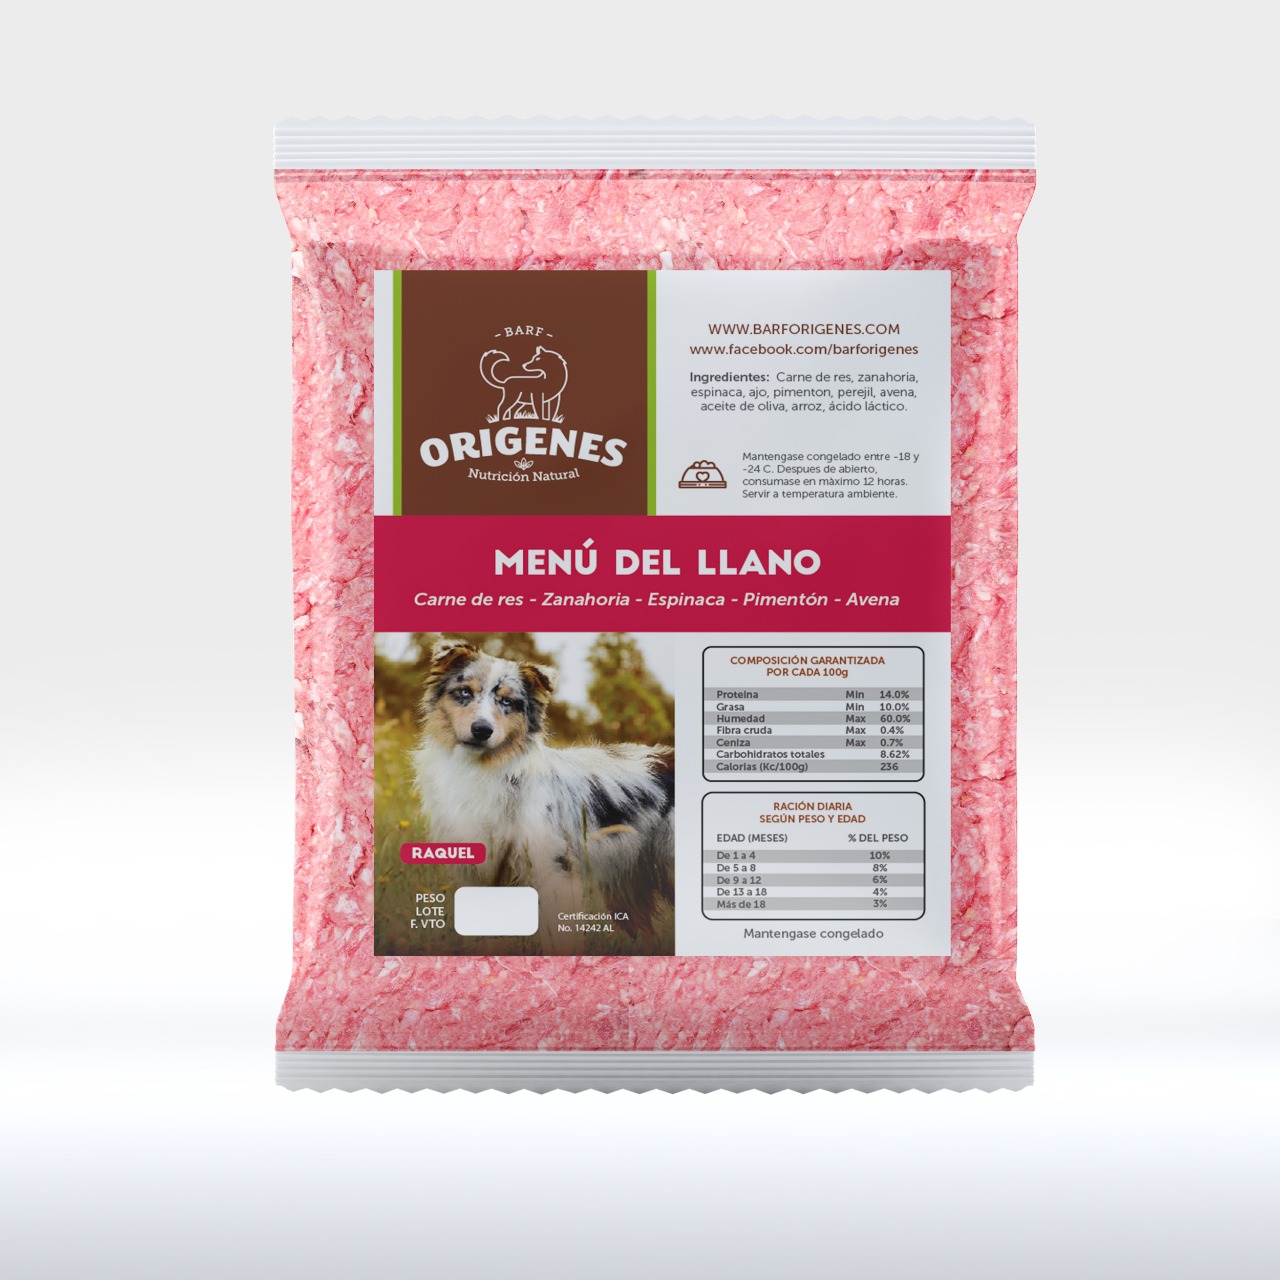 - BARF -
ORIGENES
Nutrición Natural
WWW.BARFORIGENES.COM
www.facebook.com/barforigenes
Ingredientes: Carne de res, zanahoria,
espinaca, ajo, pimenton, perejil, avena,
aceite de oliva, arroz, ácido láctico.
Mantengase congelado entre -18 y
-24 C. Despues de abierto,
consumase en màximo 12 horas.
Servir a temperatura ambiente.
MENÚ DEL LLANO
Carne de res - Zanahoria - Espinaca - Pimentón - Avena
COMPOSICIÓN GARANTIZADA
POR CADA 100g
Proteina Min 14.0%
Grasa Min 10.0%
Humedad Max 60.0%
Fibra cruda Max 0.4%
Ceniza Max 0.7%
Carbohidratos totales 8.62%
Calorias (Kc/100g) 236
RACIÓN DIARIA
SEGÚN PESO Y EDAD
EDAD (MESES) % DEL PESO
De 1 a 4 10%
De 5 a 8 8%
De 9 a 12 6%
De 13 a 18 4%
Más de 18 3%
Mantengase congelado
RAQUEL
PESO
LOTE
F. VTO
Certificación ICA
No. 14242 AL